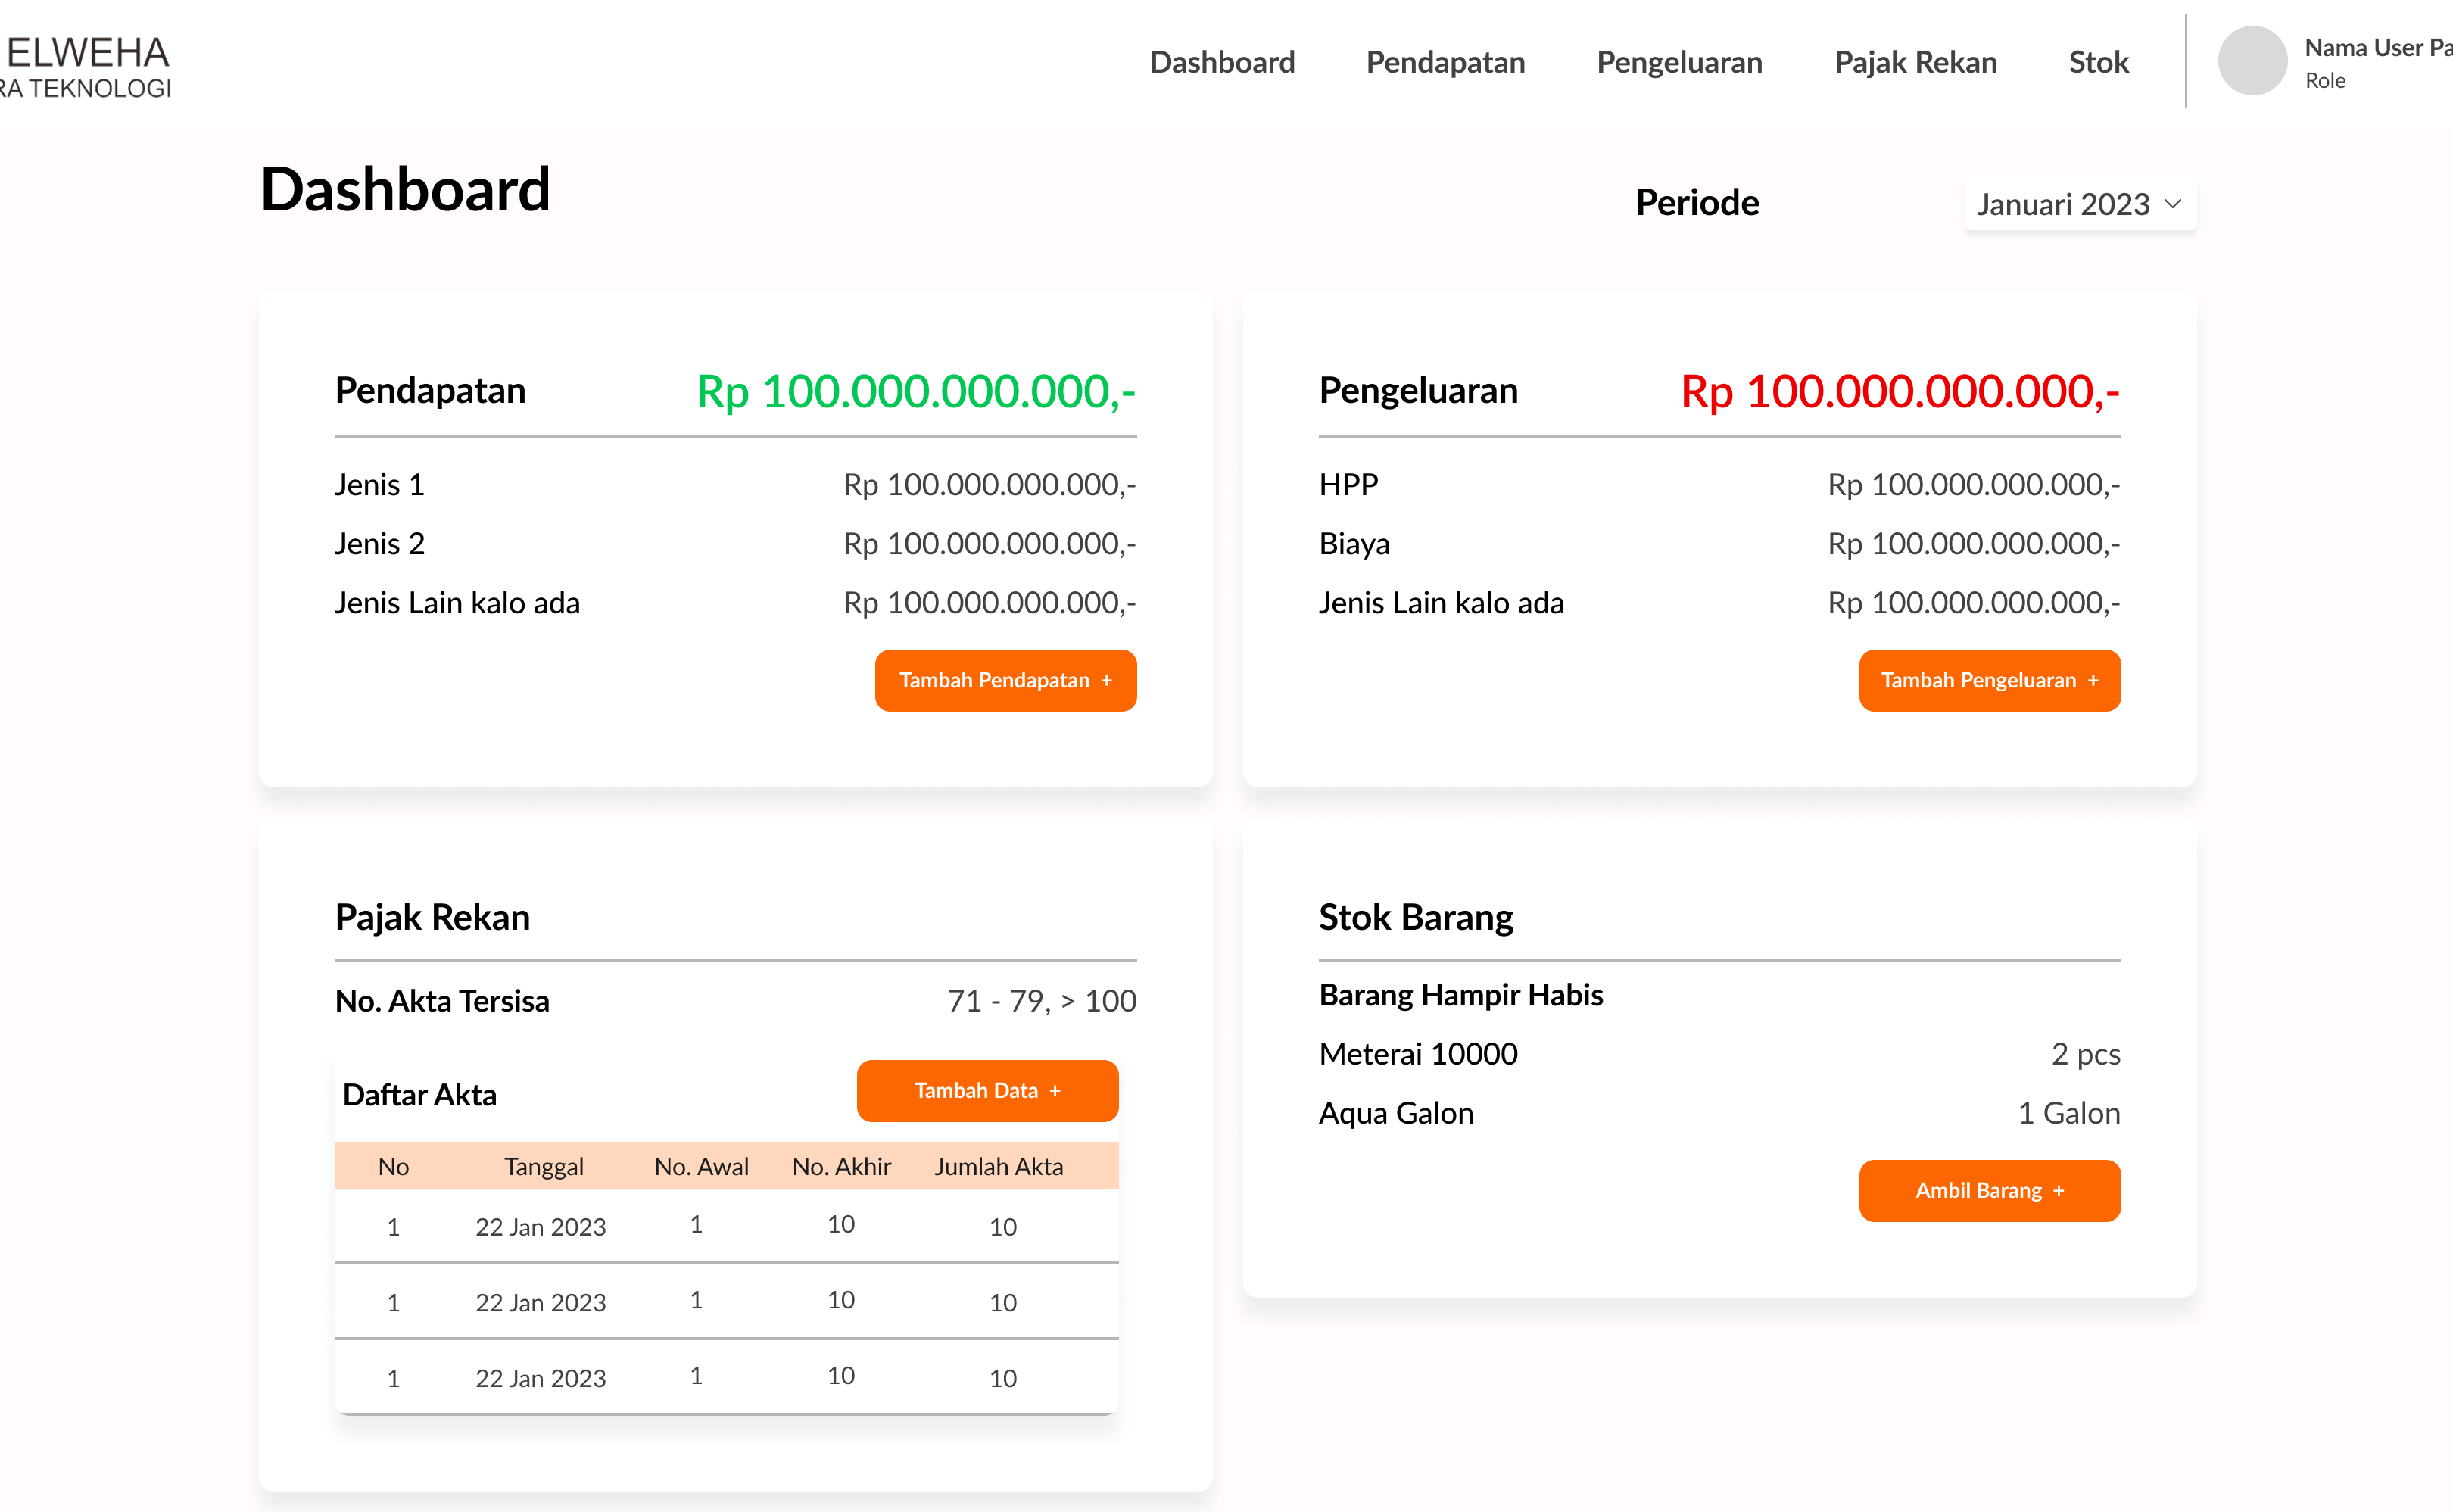 ELWEHA
RA TEKNOLOGI
Dashboard Pendapatan Pengeluaran Pajak Rekan Stok
Nama User Pa
Role
Dashboard
Periode Januari 2023
Pendapatan Rp 100.000.000.000,-
Jenis 1 Rp 100.000.000.000,-
Jenis 2 Rp 100.000.000.000,-
Jenis Lain kalo ada Rp 100.000.000.000,-
Tambah Pendapatan +
Pengeluaran Rp 100.000.000.000,-
HPP Rp 100.000.000.000,-
Biaya Rp 100.000.000.000,-
Jenis Lain kalo ada Rp 100.000.000.000,-
Tambah Pengeluaran +
Pajak Rekan
No. Akta Tersisa 71 - 79, > 100
Daftar Akta Tambah Data +
No Tanggal No. Awal No. Akhir Jumlah Akta
1 22 Jan 2023 1 10 10
1 22 Jan 2023 1 10 10
1 22 Jan 2023 1 10 10
Stok Barang
Barang Hampir Habis
Meterai 10000 2 pcs
Aqua Galon 1 Galon
Ambil Barang +